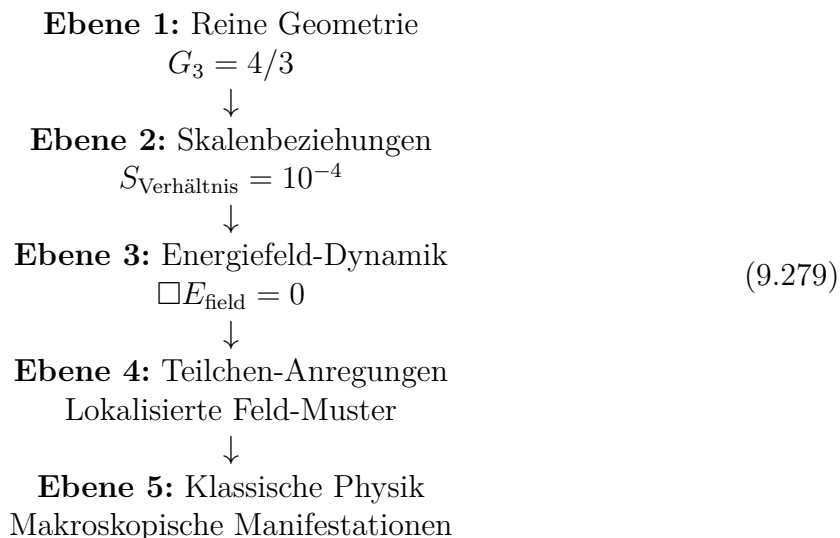 Ebene 1: Reine Geometrie
G₃ = 4/3
↓
Ebene 2: Skalenbeziehungen
S_Verhältnis = 10⁻⁴
↓
Ebene 3: Energiefeld-Dynamik
□E_field = 0
(9.279)
↓
Ebene 4: Teilchen-Anregungen
Lokalisierte Feld-Muster
↓
Ebene 5: Klassische Physik
Makroskopische Manifestationen